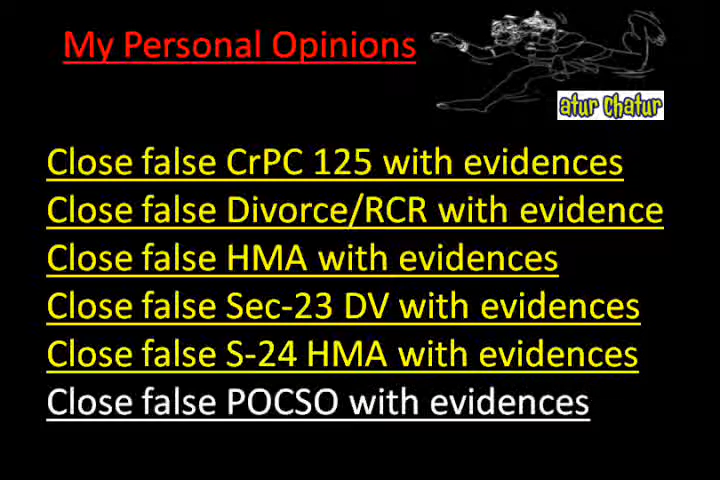 My Personal Opinions
atur chatur
Close false CrPC 125 with evidences
Close false Divorce/RCR with evidence
Close false HMA with evidences
Close false Sec-23 DV with evidences
Close false S-24 HMA with evidences
Close false POCSO with evidences